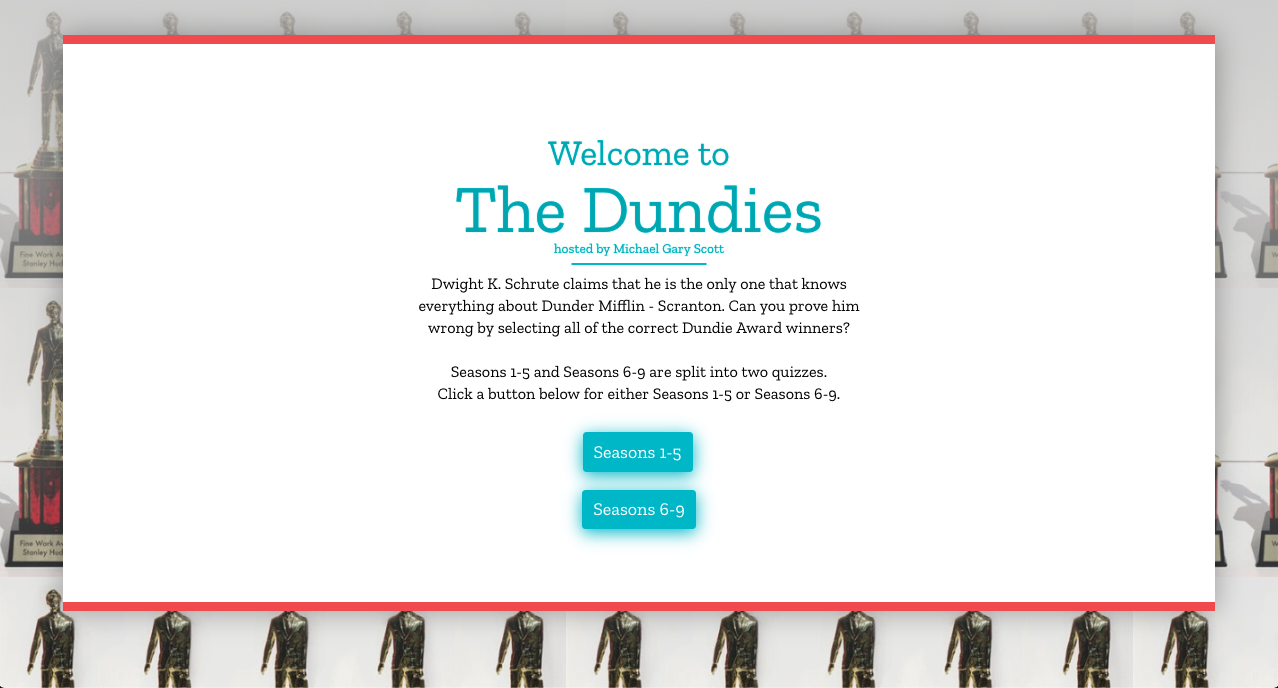 Welcome to
The Dundies
hosted by Michael Gary Scott
Dwight K. Schrute claims that he is the only one that knows
everything about Dunder Mifflin - Scranton. Can you prove him
wrong by selecting all of the correct Dundie Award winners?
Seasons 1-5 and Seasons 6-9 are split into two quizzes.
Click a button below for either Seasons 1-5 or Seasons 6-9.
Seasons 1-5
Seasons 6-9
Fine Work Aw
Stanley Hud
Fine Work Aw
Stanley Hud